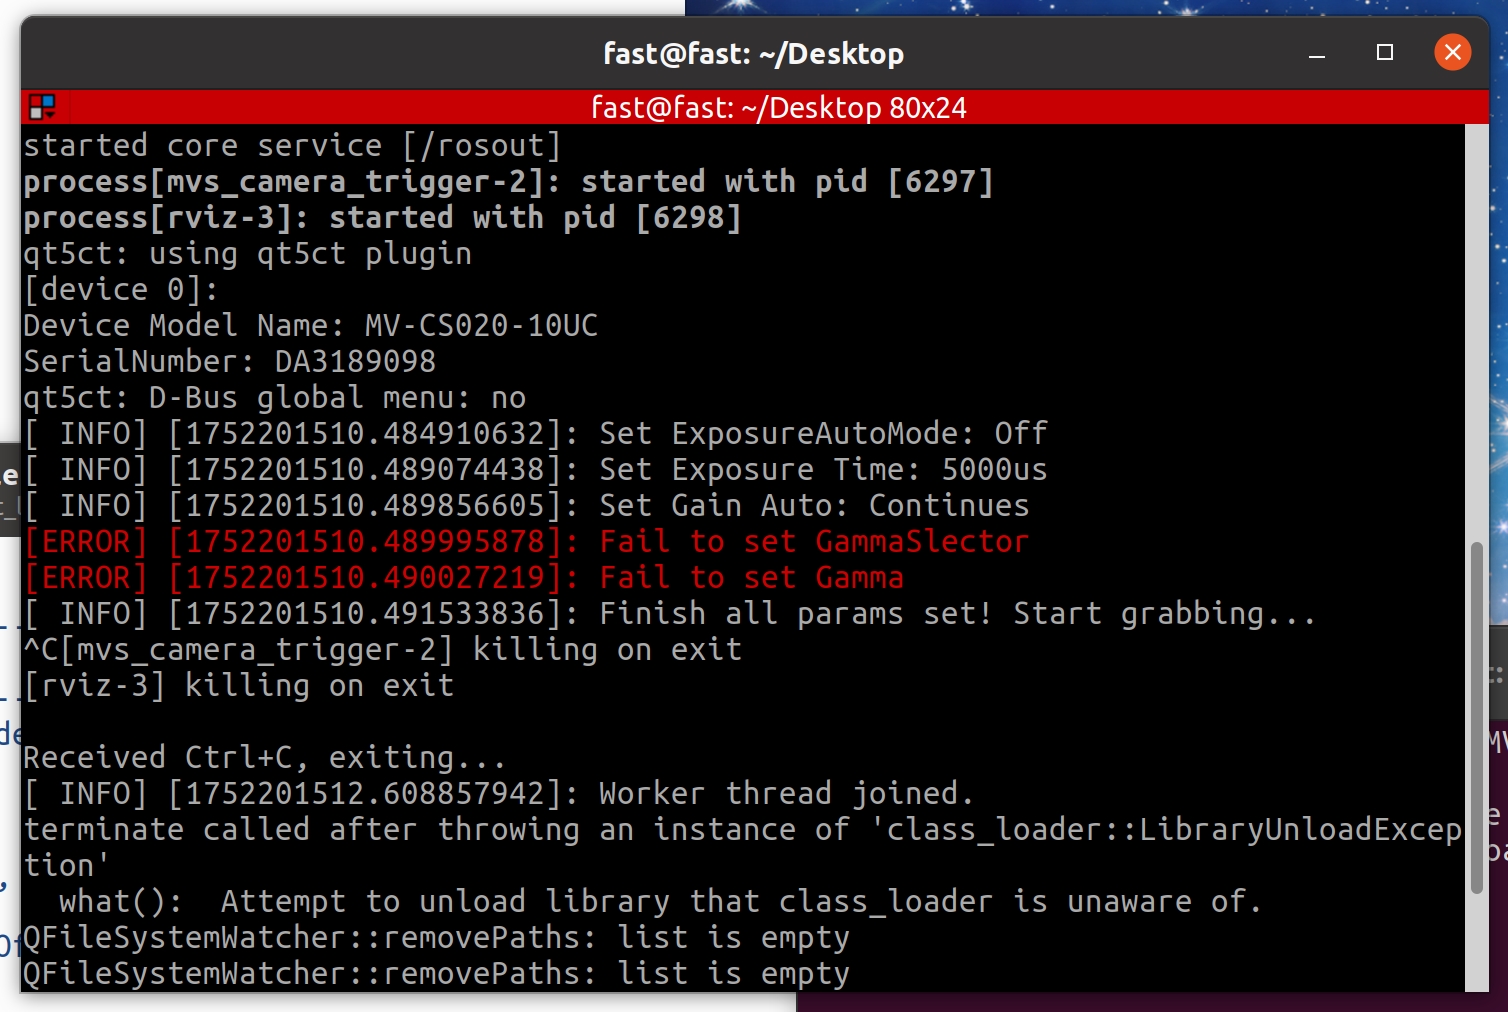 fast@fast: ~/Desktop
fast@fast: ~/Desktop 80x24
started core service [/rosout]
process[mvs_camera_trigger-2]: started with pid [6297]
process[rviz-3]: started with pid [6298]
qt5ct: using qt5ct plugin
[device 0]:
Device Model Name: MV-CS020-10UC
SerialNumber: DA3189098
qt5ct: D-Bus global menu: no
[ INFO] [1752201510.484910632]: Set ExposureAutoMode: Off
[ INFO] [1752201510.489074438]: Set Exposure Time: 5000us
[ INFO] [1752201510.489856605]: Set Gain Auto: Continues
[ERROR] [1752201510.489995878]: Fail to set GammaSlector
[ERROR] [1752201510.490027219]: Fail to set Gamma
[ INFO] [1752201510.491533836]: Finish all params set! Start grabbing...
^C[mvs_camera_trigger-2] killing on exit
[rviz-3] killing on exit
Received Ctrl+C, exiting...
[ INFO] [1752201512.608857942]: Worker thread joined.
terminate called after throwing an instance of 'class_loader::LibraryUnloadExcep
tion'
  what():  Attempt to unload library that class_loader is unaware of.
QFileSystemWatcher::removePaths: list is empty
QFileSystemWatcher::removePaths: list is empty